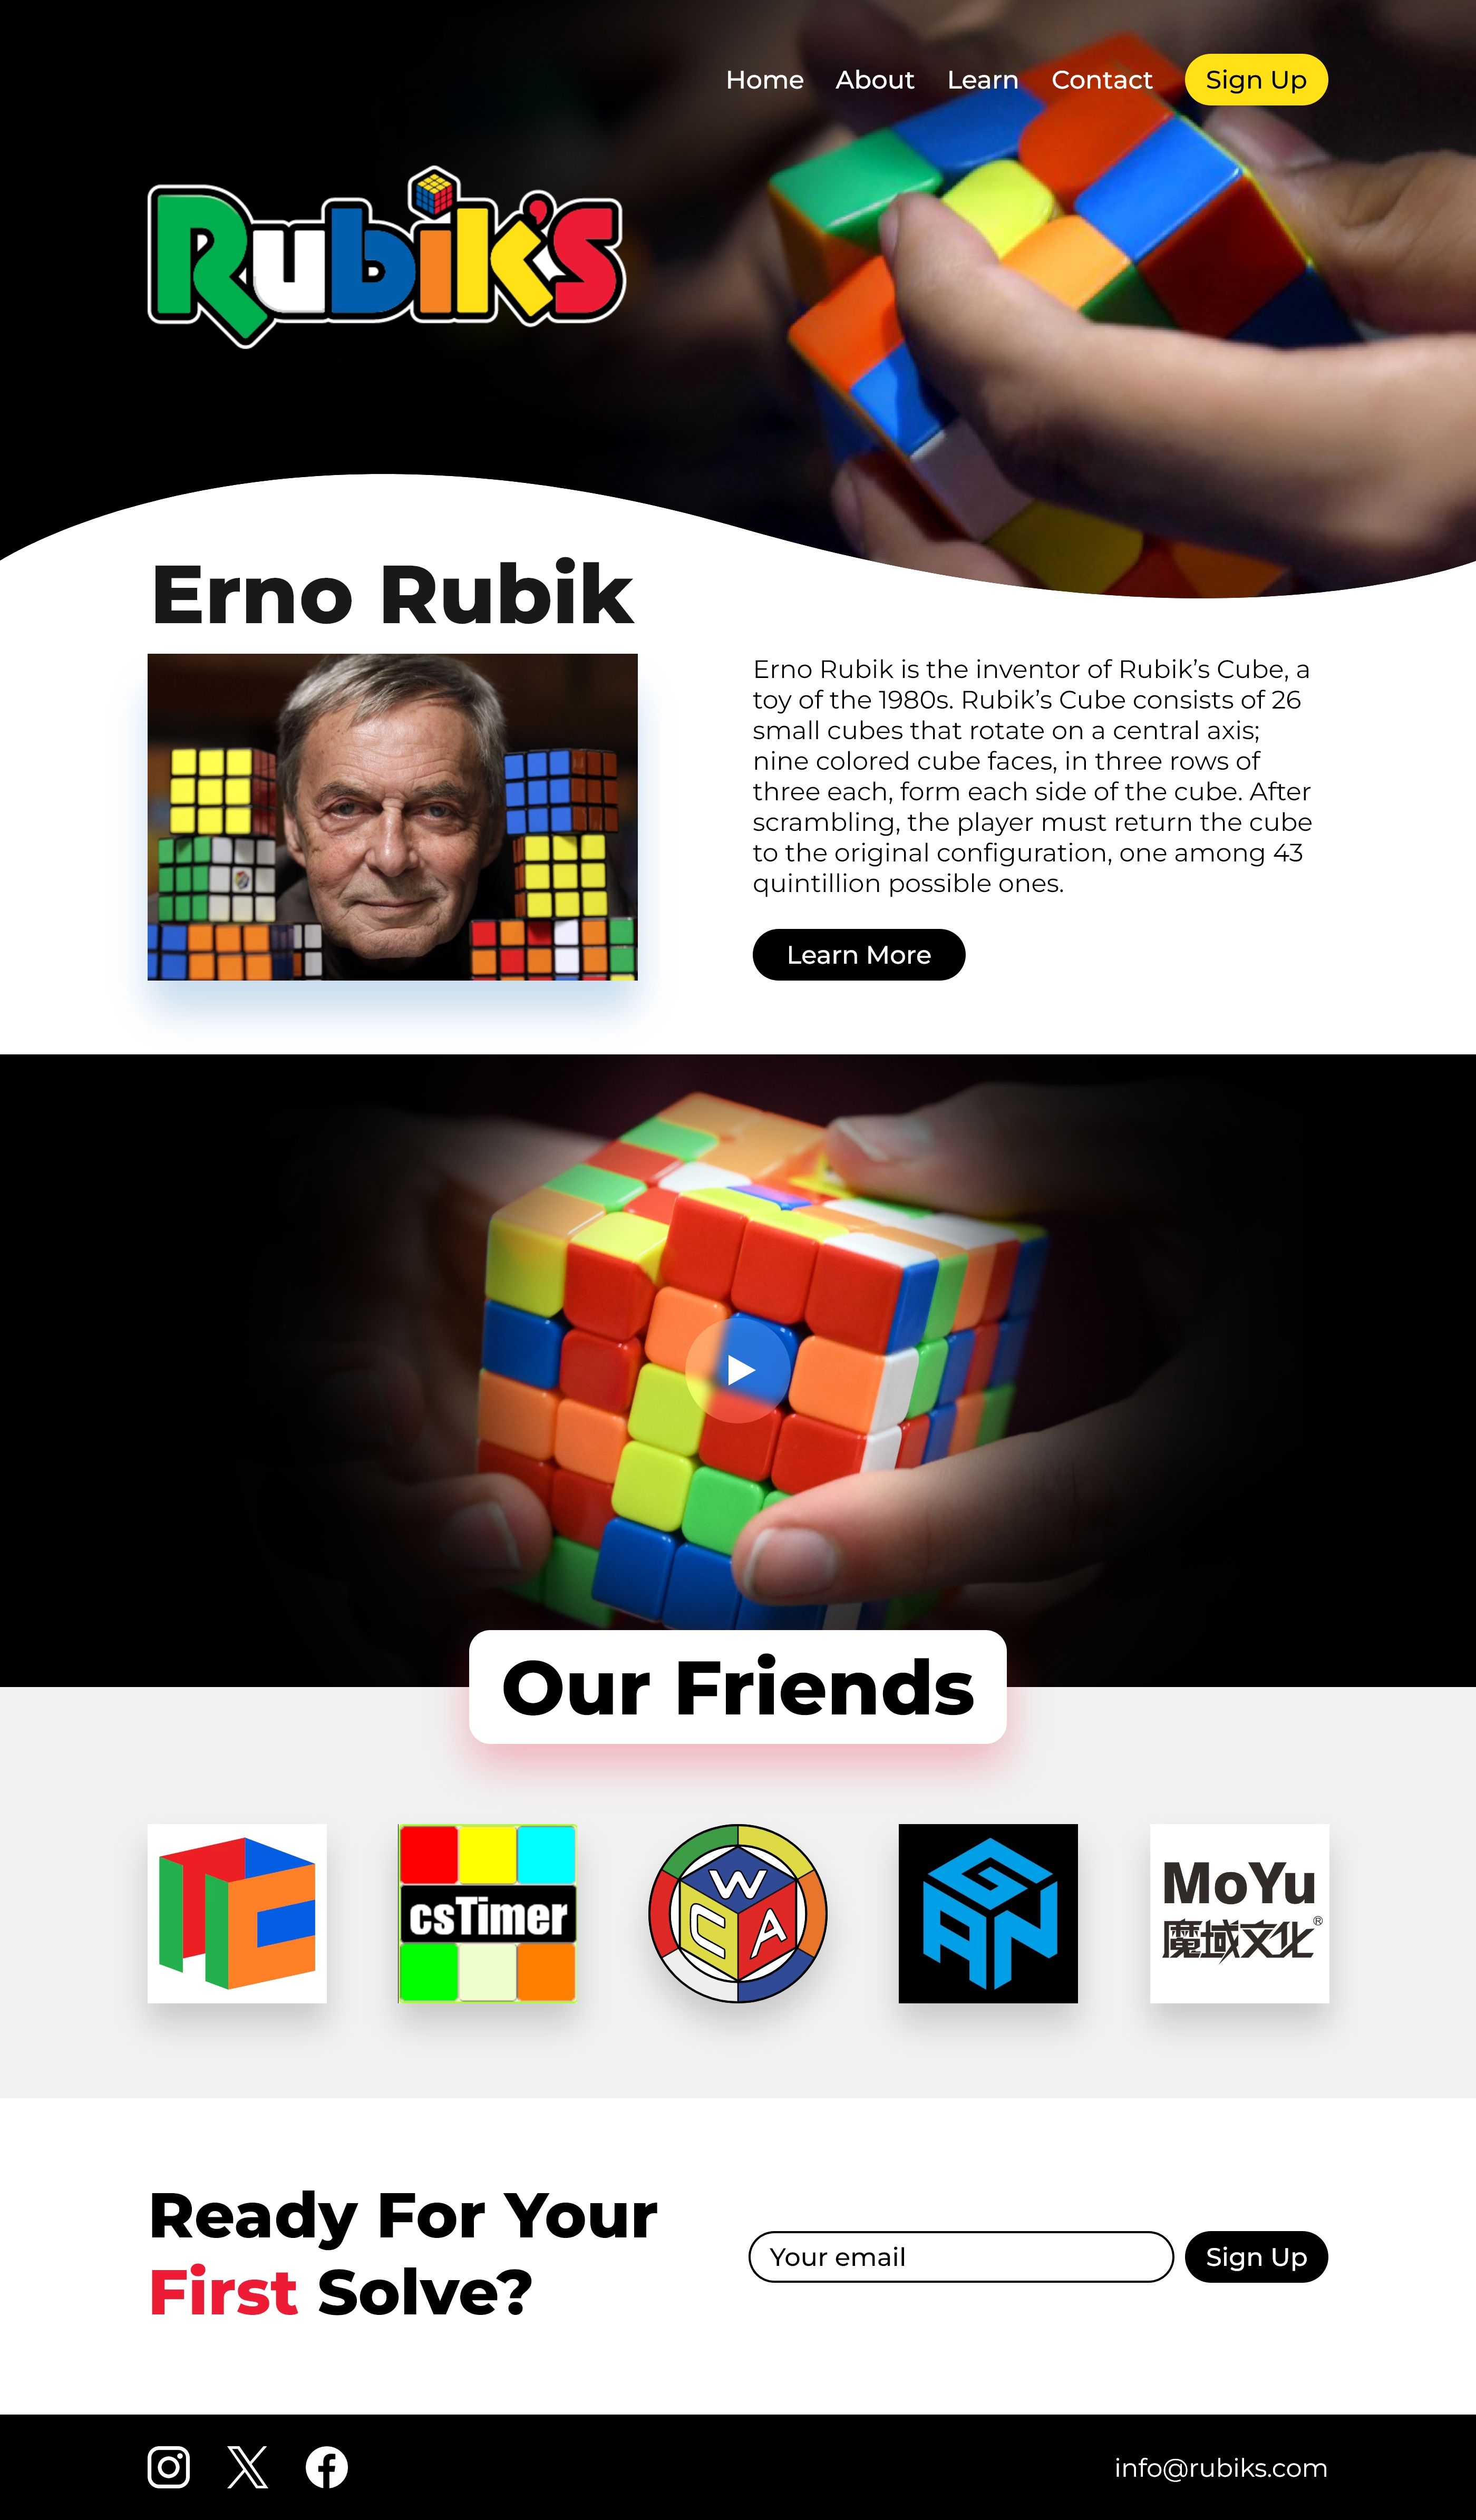 Home About Learn Contact Sign Up
Rubik's
Erno Rubik
Erno Rubik is the inventor of Rubik’s Cube, a
toy of the 1980s. Rubik’s Cube consists of 26
small cubes that rotate on a central axis;
nine colored cube faces, in three rows of
three each, form each side of the cube. After
scrambling, the player must return the cube
to the original configuration, one among 43
quintillion possible ones.
Learn More
Our Friends
TC
csTimer
WCA
GAN
MoYu
魔域文化®
Ready For Your
First Solve?
Your email
Sign Up
info@rubiks.com